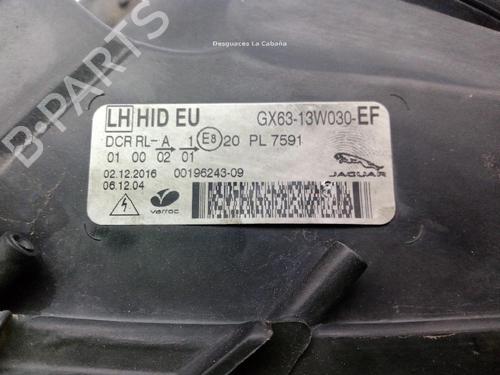 Desguaces La Cabaña
B-PARTS
LH HID EU GX63-13W030-EF
DCR RL- A 1 E8 20 PL 7591
01 00 02 01
02.12.2016 00196243-09
06.12.04
varroc JAGUAR